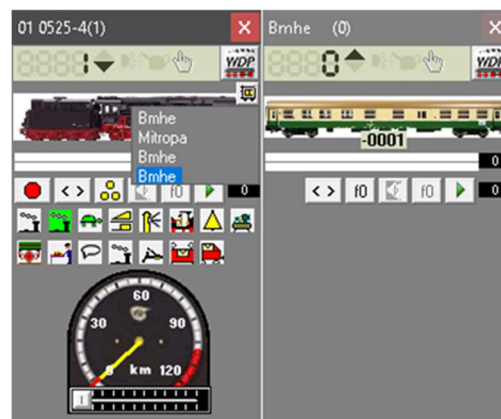 01 0525-4(1)
1
WDP
Bmhe
Mitropa
Bmhe
Bmhe
< >
f0
0
60
30
90
0 km 120
Bmhe (0)
0
WDP
-0001
0
< >
f0
f0
0